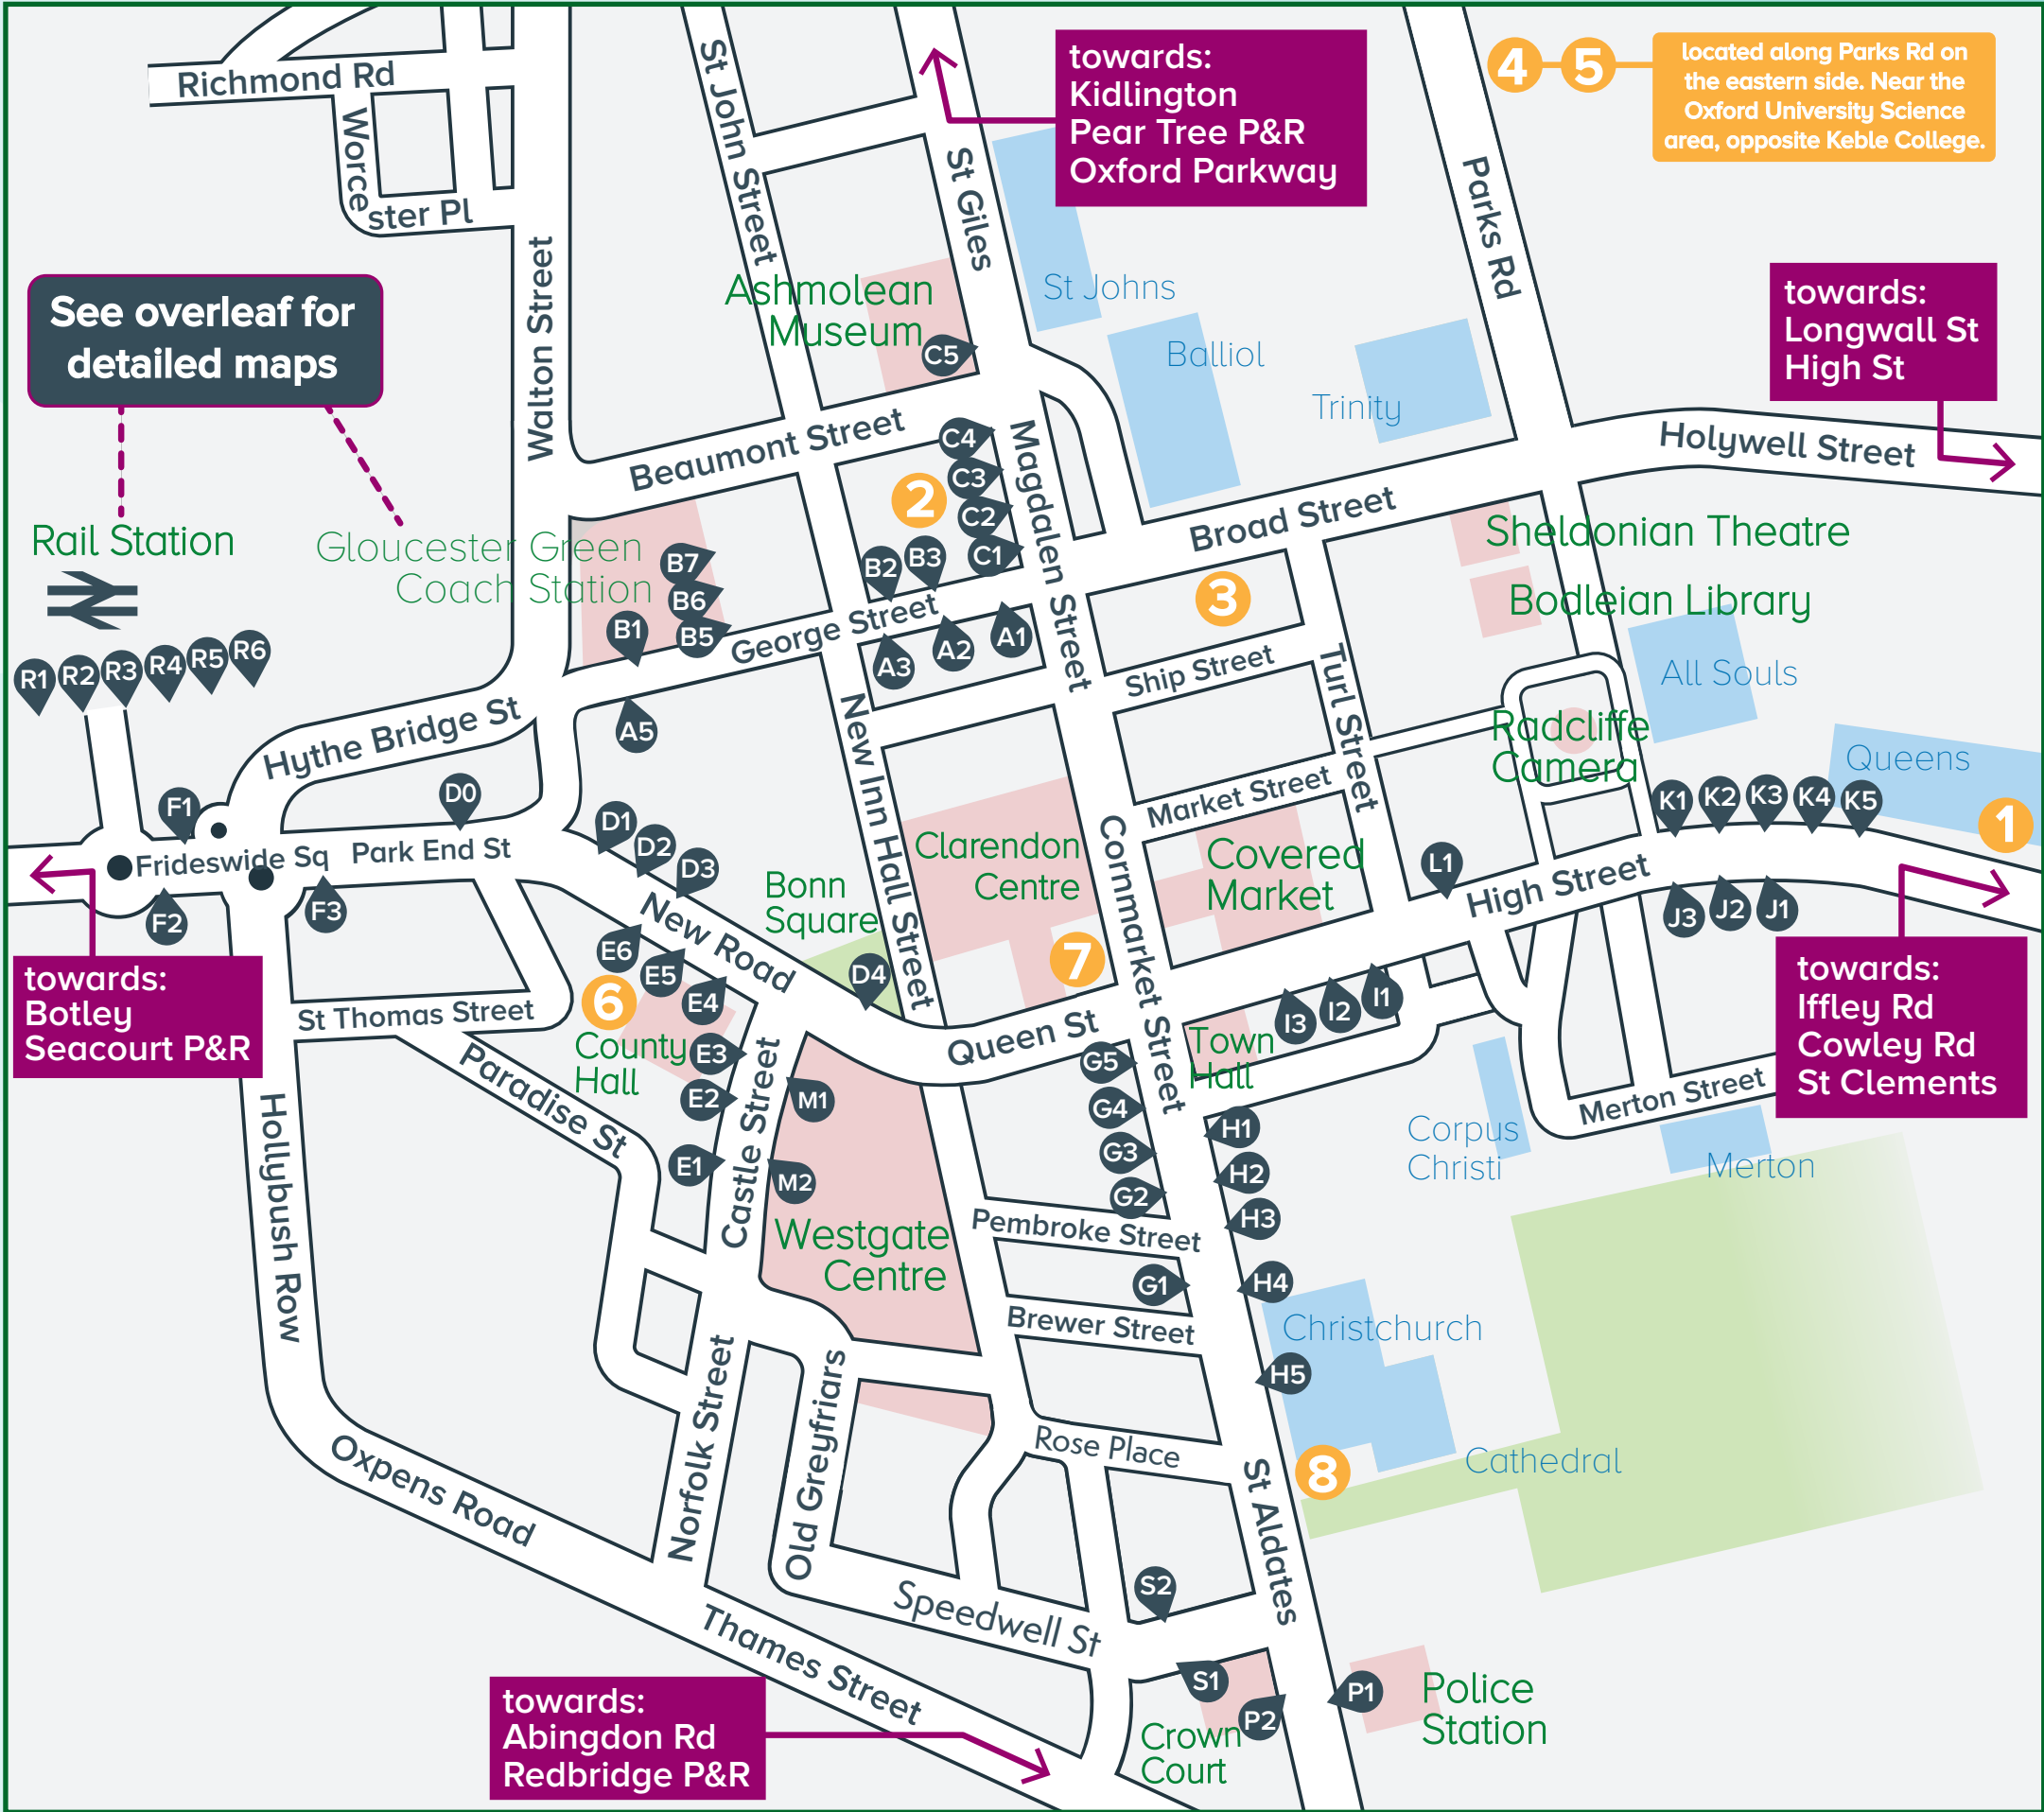 towards:
Kidlington
Pear Tree P&R
Oxford Parkway
4
5
located along Parks Rd on
the eastern side. Near the
Oxford University Science
area, opposite Keble College.
Richmond Rd
Worcester Pl
St John Street
St Giles
Parks Rd
Walton Street
See overleaf for
detailed maps
Ashmolean
Museum
C5
St Johns
Balliol
Trinity
towards:
Longwall St
High St
Holywell Street
Beaumont Street
Magdalen Street
C4
C3
C2
C1
2
Broad Street
Sheldonian Theatre
Bodleian Library
Rail Station
Gloucester Green
Coach Station
B7
B6
B5
B1
B2
B3
George Street
A1
A2
A3
A5
3
Ship Street
Turl Street
All Souls
Radcliffe
Camera
Queens
1
R1
R2
R3
R4
R5
R6
Hythe Bridge St
New Inn Hall Street
Market Street
K1
K2
K3
K4
K5
F1
D0
Frideswide Sq
Park End St
F2
F3
D1
D2
D3
New Road
Bonn
Square
D4
Clarendon
Centre
Cornmarket Street
Covered
Market
L1
High Street
J3
J2
J1
7
towards:
Botley
Seacourt P&R
E6
E5
E4
6
St Thomas Street
County
Hall
E3
E2
E1
Queen St
Town
Hall
I3
I2
I1
towards:
Iffley Rd
Cowley Rd
St Clements
Paradise St
Castle Street
M1
M2
G5
G4
G3
G2
G1
H1
H2
H3
H4
H5
Merton Street
Corpus
Christi
Merton
Hollybush Row
Westgate
Centre
Pembroke Street
Brewer Street
Christchurch
Rose Place
8
Cathedral
Norfolk Street
Old Greyfriars
Oxpens Road
St Aldates
S2
Speedwell St
Thames Street
S1
P2
P1
Crown
Court
Police
Station
towards:
Abingdon Rd
Redbridge P&R